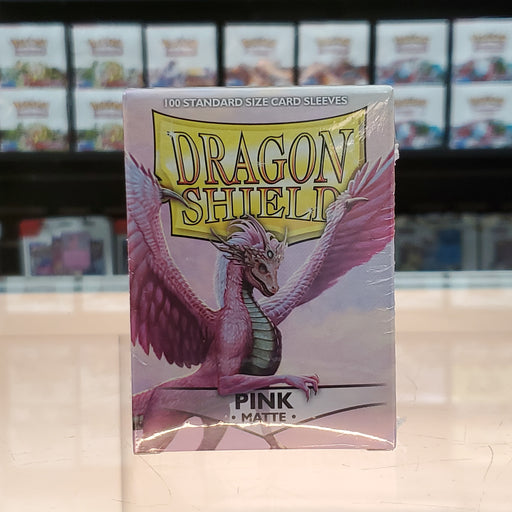 100 STANDARD SIZE CARD SLEEVES
DRAGON
SHIELD
PINK
• MATTE •